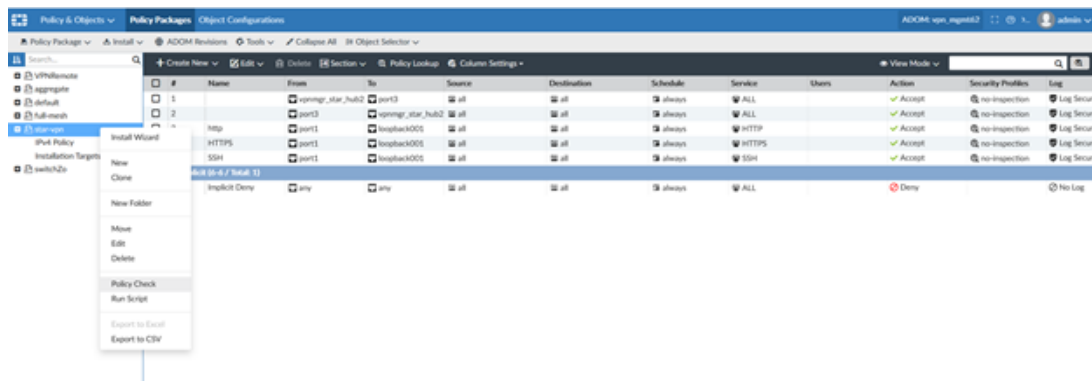 Policy & Objects Policy Packages Object Configurations ADOM: vpn_mgmt62 admin
Policy Package Install ADOM Revisions Tools Collapse All Object Selector
Search... Create New Edit Delete Section Policy Lookup Column Settings View Mode
VPNRemote # Name From To Source Destination Schedule Service Users Action Security Profiles Log
aggregate 1 vpnmgr_star_hub2 port3 all all always ALL Accept no-inspection Log Secur
default 2 port3 vpnmgr_star_hub2 all all always ALL Accept no-inspection Log Secur
full-mesh
star-vpn http port1 loopback001 all all always HTTP Accept no-inspection Log Secur
IPv4 Policy Install Wizard HTTPS port1 loopback001 all all always HTTPS Accept no-inspection Log Secur
Installation Targets New SSH port1 loopback001 all all always SSH Accept no-inspection Log Secur
switchZo Clone licit (6-6 / Total: 1)
Implicit Deny any any all all always ALL Deny No Log
New Folder
Move
Edit
Delete
Policy Check
Run Script
Export to Excel
Export to CSV